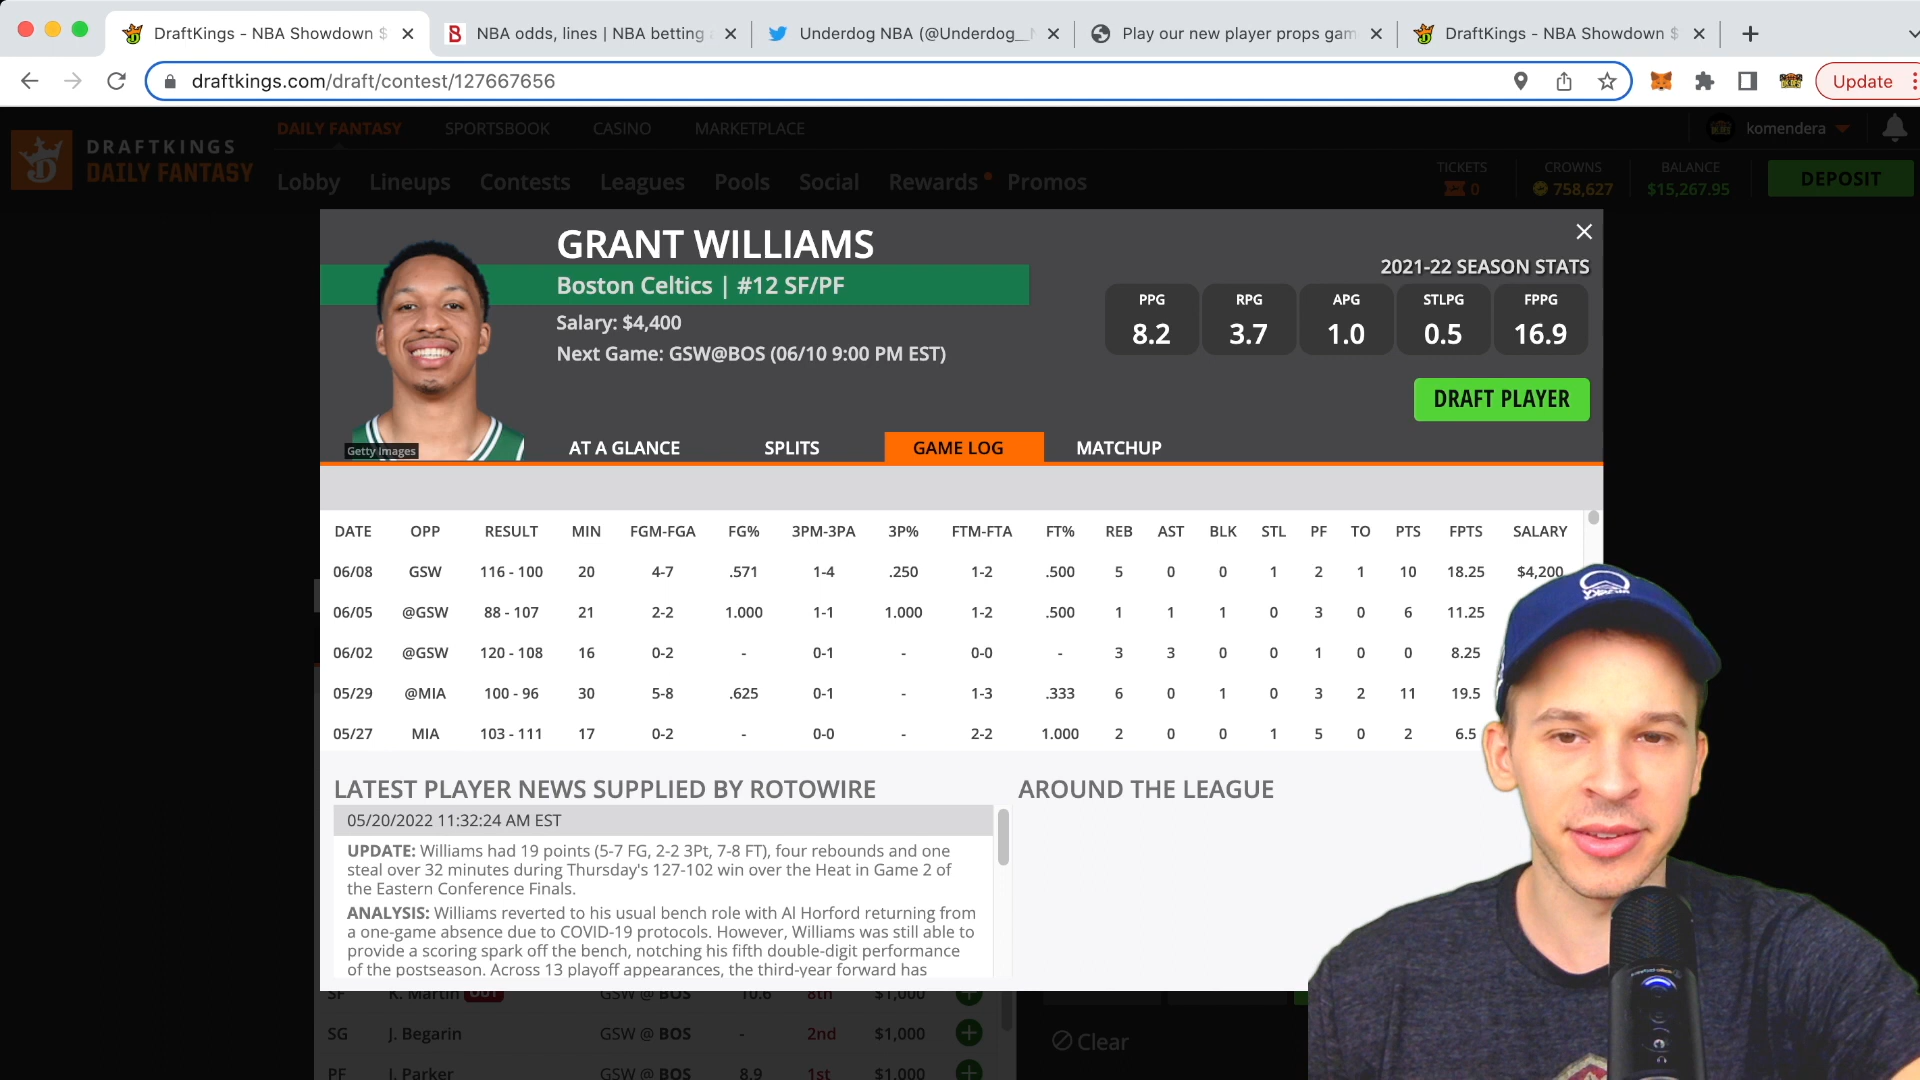 DraftKings - NBA Showdown $
NBA odds, lines | NBA betting
Underdog NBA (@Underdog__
Play our new player props gam
DraftKings - NBA Showdown $
draftkings.com/draft/contest/127667656
Update
DRAFTKINGS
DAILY FANTASY
DAILY FANTASY SPORTSBOOK CASINO MARKETPLACE
komendera
Lobby Lineups Contests Leagues Pools Social Rewards Promos
TICKETS CROWNS BALANCE
0 758,627 $15,267.95
DEPOSIT
GRANT WILLIAMS
Boston Celtics | #12 SF/PF
Salary: $4,400
Next Game: GSW@BOS (06/10 9:00 PM EST)
2021-22 SEASON STATS
PPG RPG APG STLPG FPPG
8.2 3.7 1.0 0.5 16.9
DRAFT PLAYER
Getty Images
AT A GLANCE SPLITS GAME LOG MATCHUP
DATE OPP RESULT MIN FGM-FGA FG% 3PM-3PA 3P% FTM-FTA FT% REB AST BLK STL PF TO PTS FPTS SALARY
06/08 GSW 116 - 100 20 4-7 .571 1-4 .250 1-2 .500 5 0 0 1 2 1 10 18.25 $4,200
06/05 @GSW 88 - 107 21 2-2 1.000 1-1 1.000 1-2 .500 1 1 1 0 3 0 6 11.25
06/02 @GSW 120 - 108 16 0-2 - 0-1 - 0-0 - 3 3 0 0 1 0 0 8.25
05/29 @MIA 100 - 96 30 5-8 .625 0-1 - 1-3 .333 6 0 1 0 3 2 11 19.5
05/27 MIA 103 - 111 17 0-2 - 0-0 - 2-2 1.000 2 0 0 1 5 0 2 6.5
LATEST PLAYER NEWS SUPPLIED BY ROTOWIRE
AROUND THE LEAGUE
05/20/2022 11:32:24 AM EST
UPDATE: Williams had 19 points (5-7 FG, 2-2 3Pt, 7-8 FT), four rebounds and one
steal over 32 minutes during Thursday's 127-102 win over the Heat in Game 2 of
the Eastern Conference Finals.
ANALYSIS: Williams reverted to his usual bench role with Al Horford returning from
a one-game absence due to COVID-19 protocols. However, Williams was still able to
provide a scoring spark off the bench, notching his fifth double-digit performance
of the postseason. Across 13 playoff appearances, the third-year forward has
SF K. Martin OUT GSW @ BOS 10.6 8th $1,000
SG J. Begarin GSW @ BOS - 2nd $1,000
PF J. Parker GSW @ BOS 8.9 1st $1,000
Clear